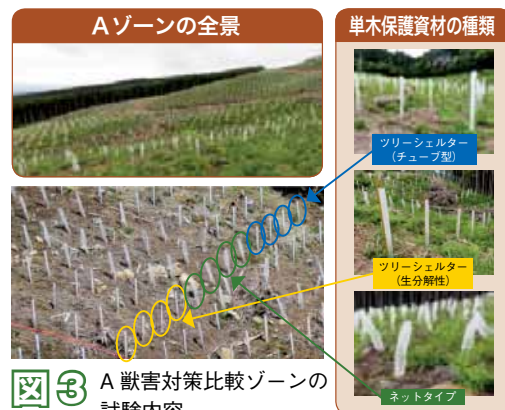 Aゾーンの全景
単木保護資材の種類
ツリーシェルター
(チューブ型)
ツリーシェルター
(生分解性)
ネットタイプ
図3 A 獣害対策比較ゾーンの
試験内容